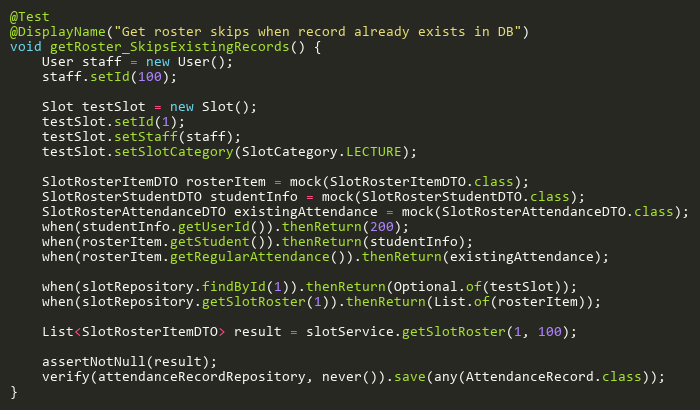 @Test
@DisplayName("Get roster skips when record already exists in DB")
void getRoster_SkipsExistingRecords() {
    User staff = new User();
    staff.setId(100);

    Slot testSlot = new Slot();
    testSlot.setId(1);
    testSlot.setStaff(staff);
    testSlot.setSlotCategory(SlotCategory.LECTURE);

    SlotRosterItemDTO rosterItem = mock(SlotRosterItemDTO.class);
    SlotRosterStudentDTO studentInfo = mock(SlotRosterStudentDTO.class);
    SlotRosterAttendanceDTO existingAttendance = mock(SlotRosterAttendanceDTO.class);
    when(studentInfo.getUserId()).thenReturn(200);
    when(rosterItem.getStudent()).thenReturn(studentInfo);
    when(rosterItem.getRegularAttendance()).thenReturn(existingAttendance);

    when(slotRepository.findById(1)).thenReturn(Optional.of(testSlot));
    when(slotRepository.getSlotRoster(1)).thenReturn(List.of(rosterItem));

    List<SlotRosterItemDTO> result = slotService.getSlotRoster(1, 100);

    assertNotNull(result);
    verify(attendanceRecordRepository, never()).save(any(AttendanceRecord.class));
}